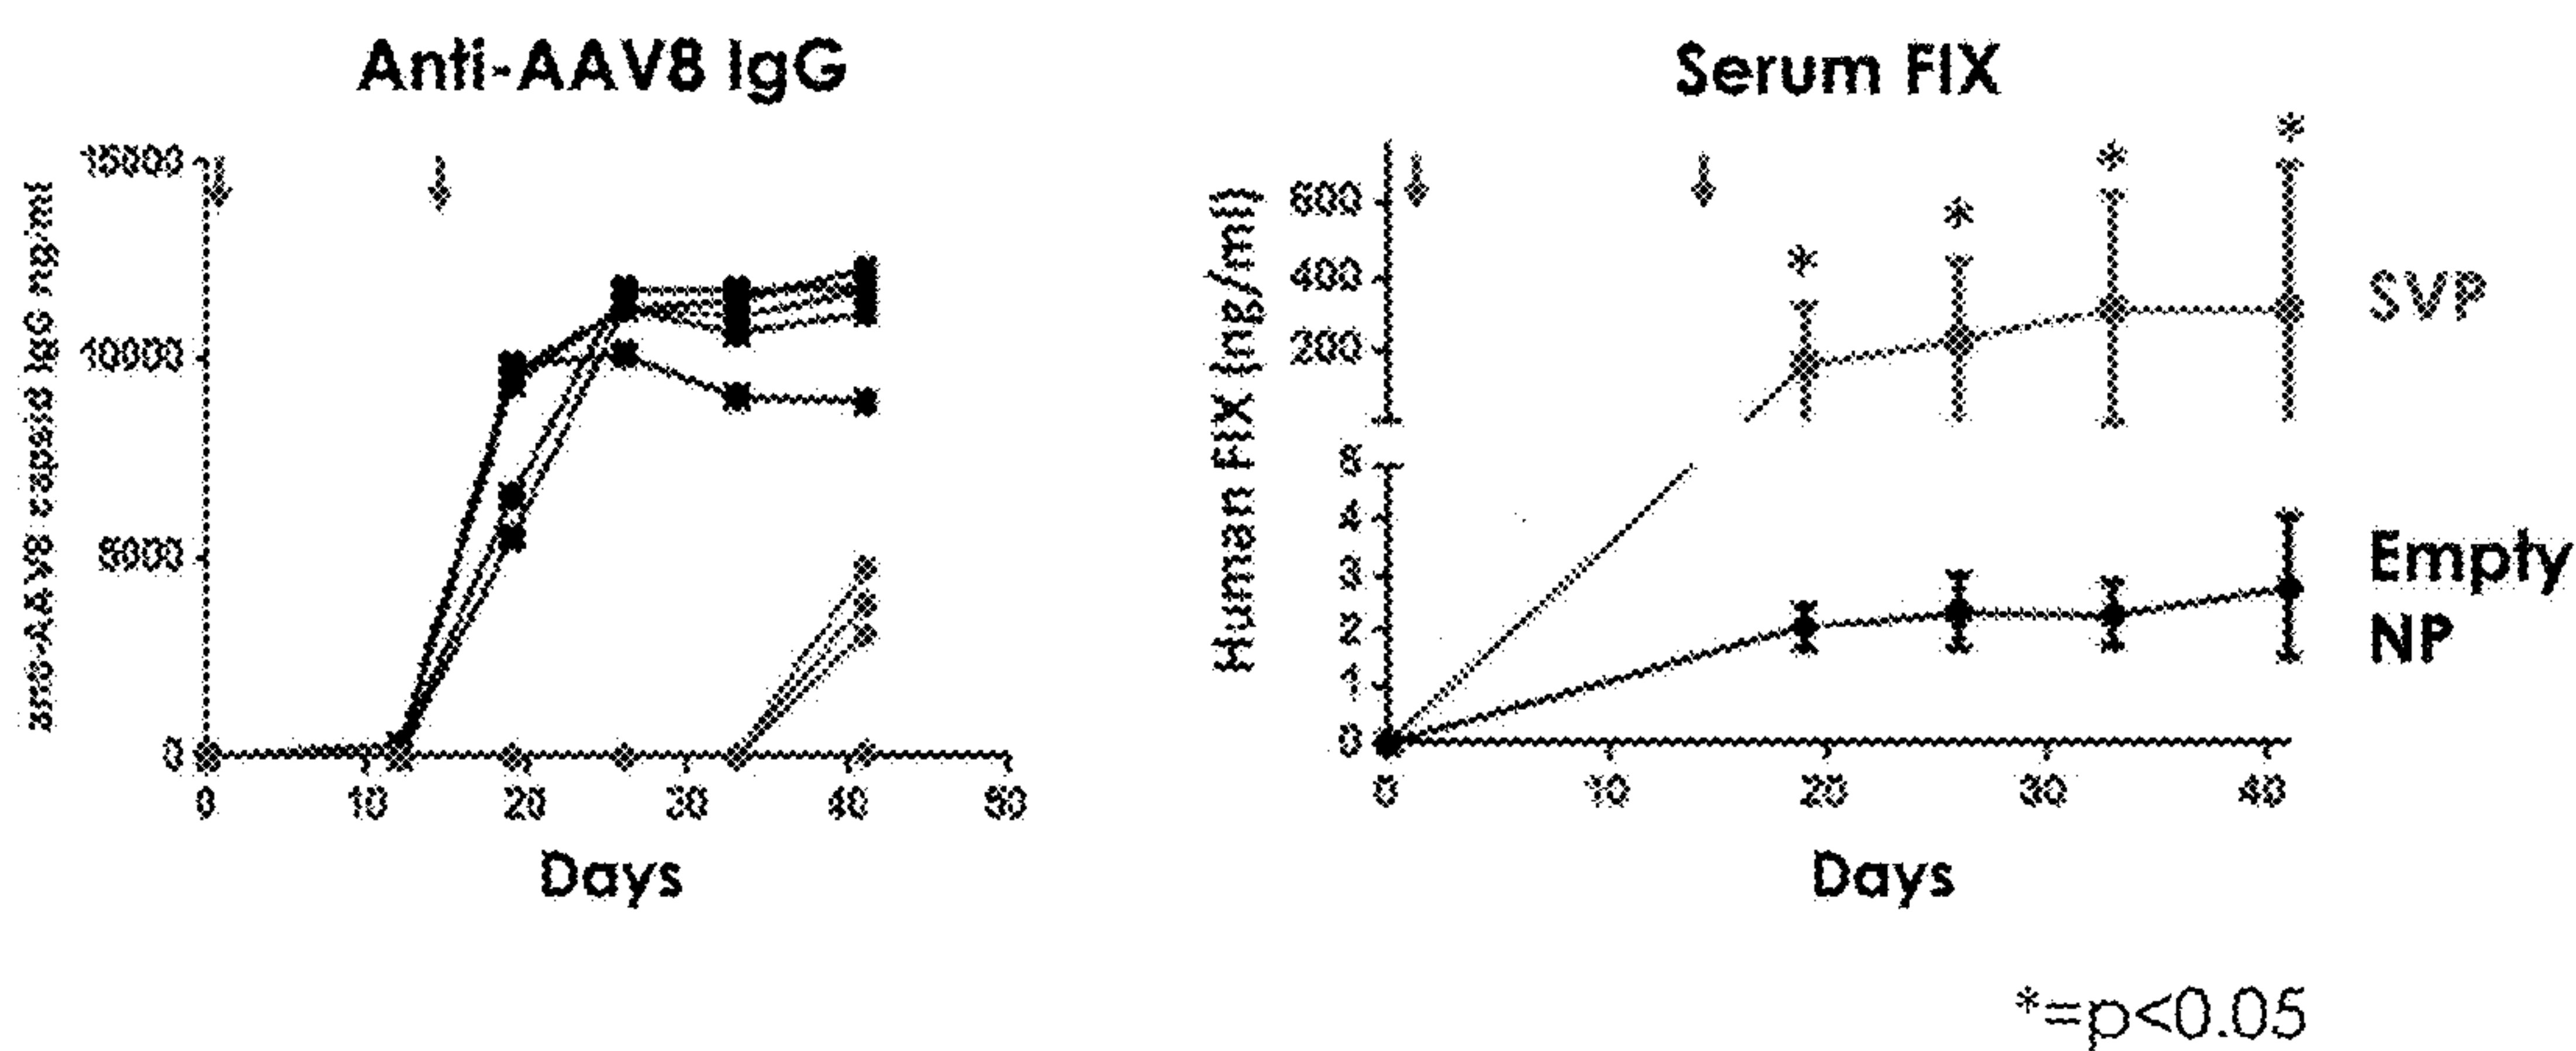 Anti-AAV8 IgG
anti-AAV8 capsid IgG ng/ml
15000
10000
5000
0
0 10 20 30 40 50
Days
Serum FIX
Human FIX (ng/ml)
600
400
200
5
4
3
2
1
0
0 10 20 30 40
Days
* * * *
SVP
Empty
NP
*=p<0.05